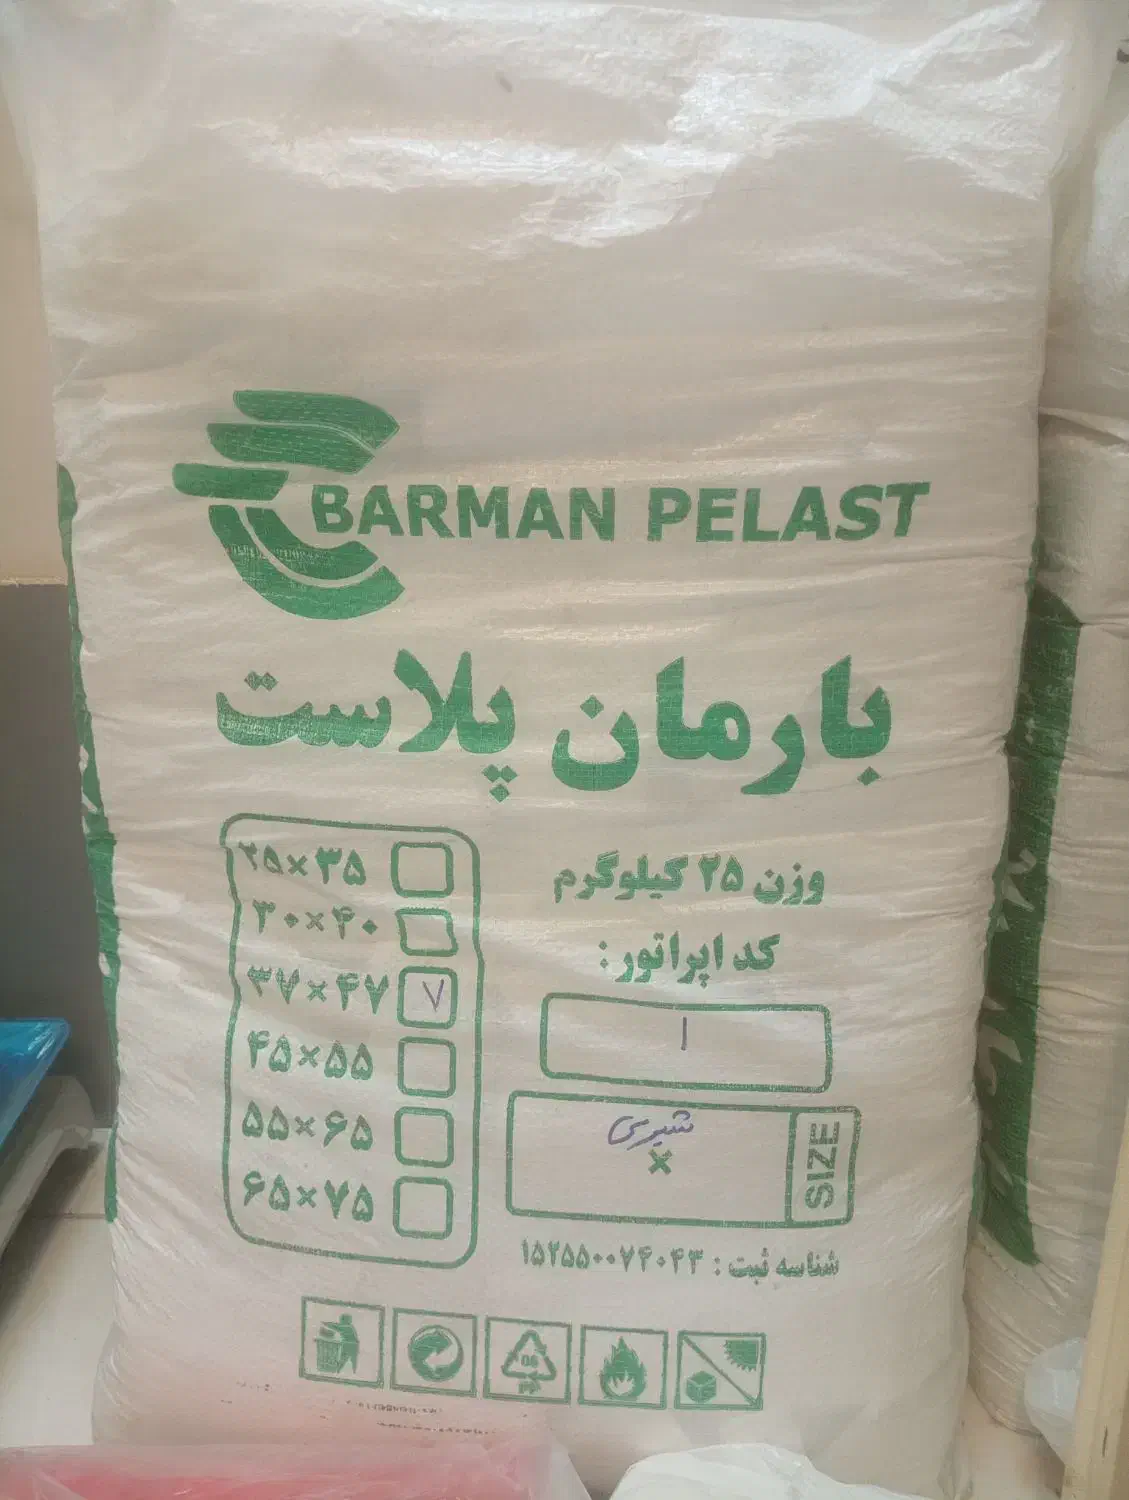 BARMAN PELAST
بارمان پلاست
وزن ۲۵ کیلوگرم
کد اپراتور:
۱
شیری
×
SIZE
شناسه ثبت : ۱۵۲۵۵۰۰۷۴۰۴۳
۲۵×۳۵
۳۰×۴۰
۳۷×۴۷ ✓
۴۵×۵۵
۵۵×۶۵
۶۵×۷۵